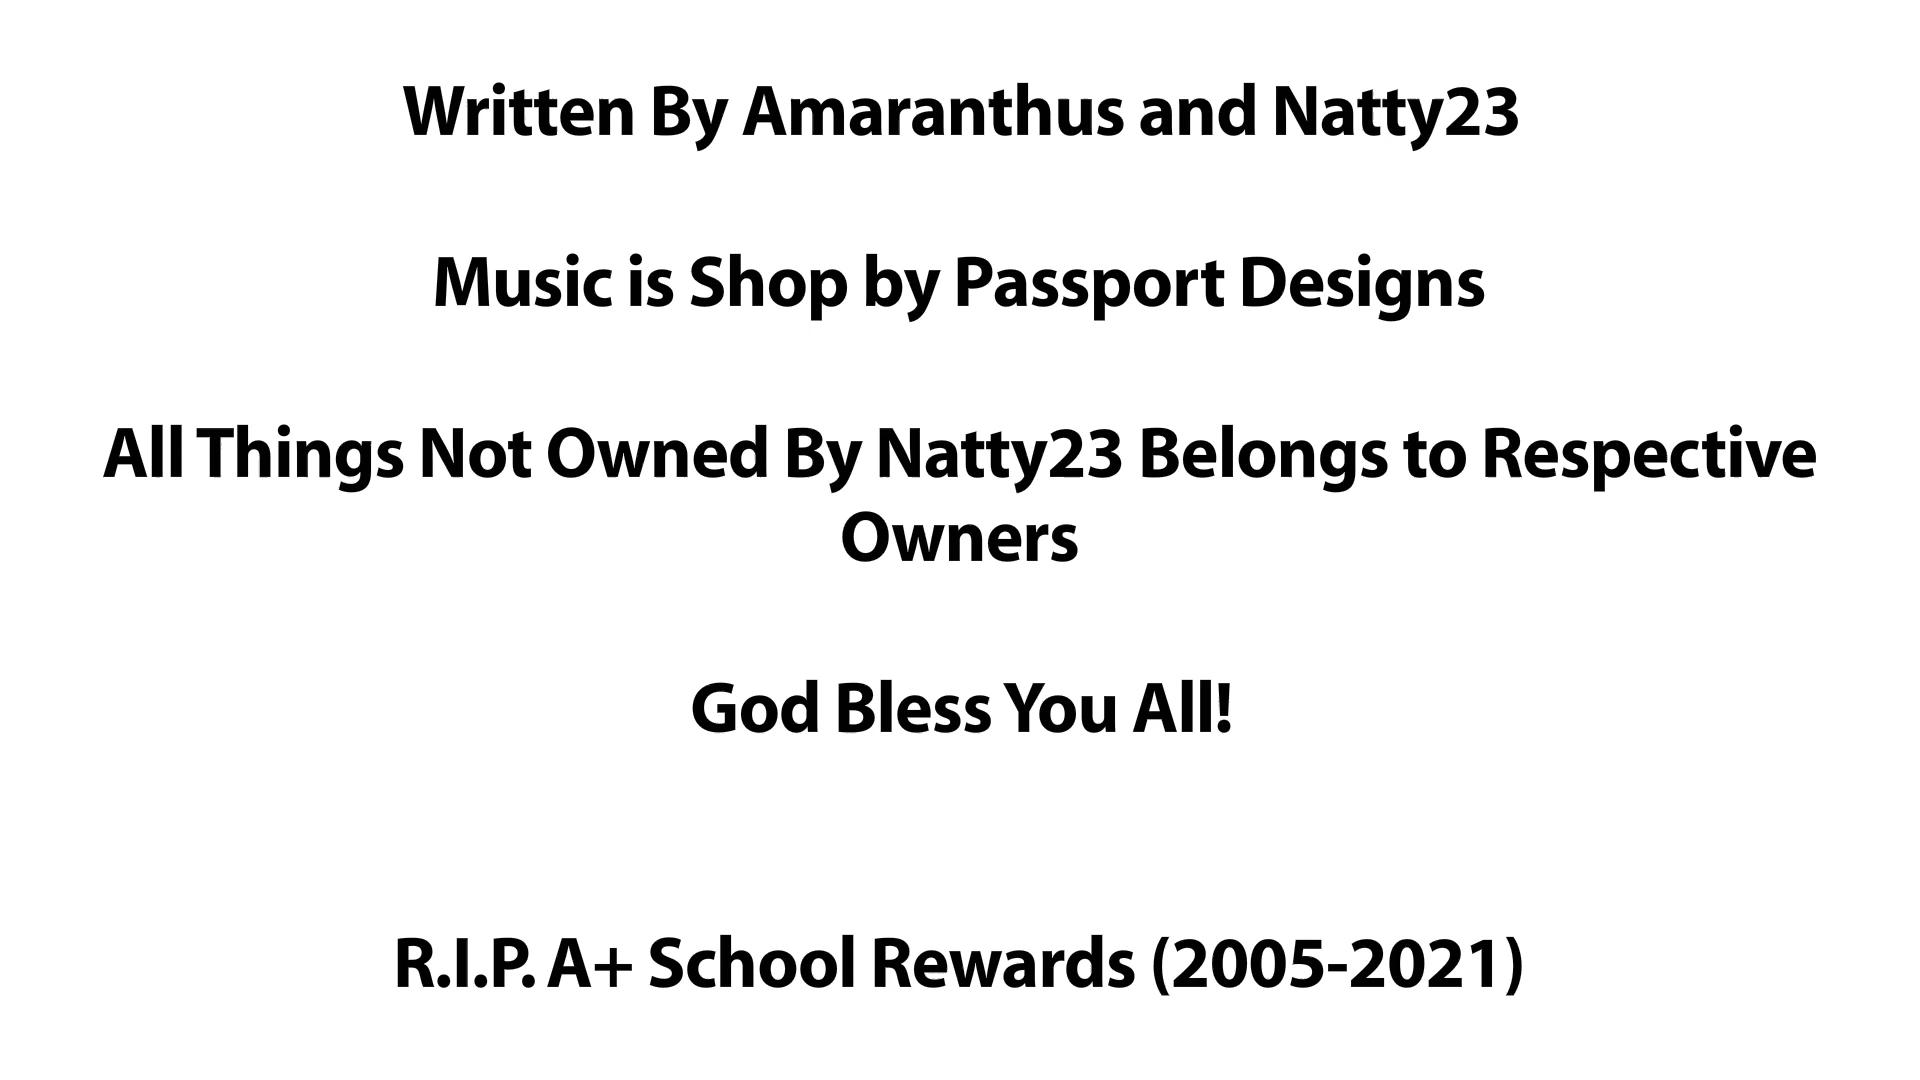 Written By Amaranthus and Natty23
Music is Shop by Passport Designs
All Things Not Owned By Natty23 Belongs to Respective
Owners
God Bless You All!
R.I.P. A+ School Rewards (2005-2021)